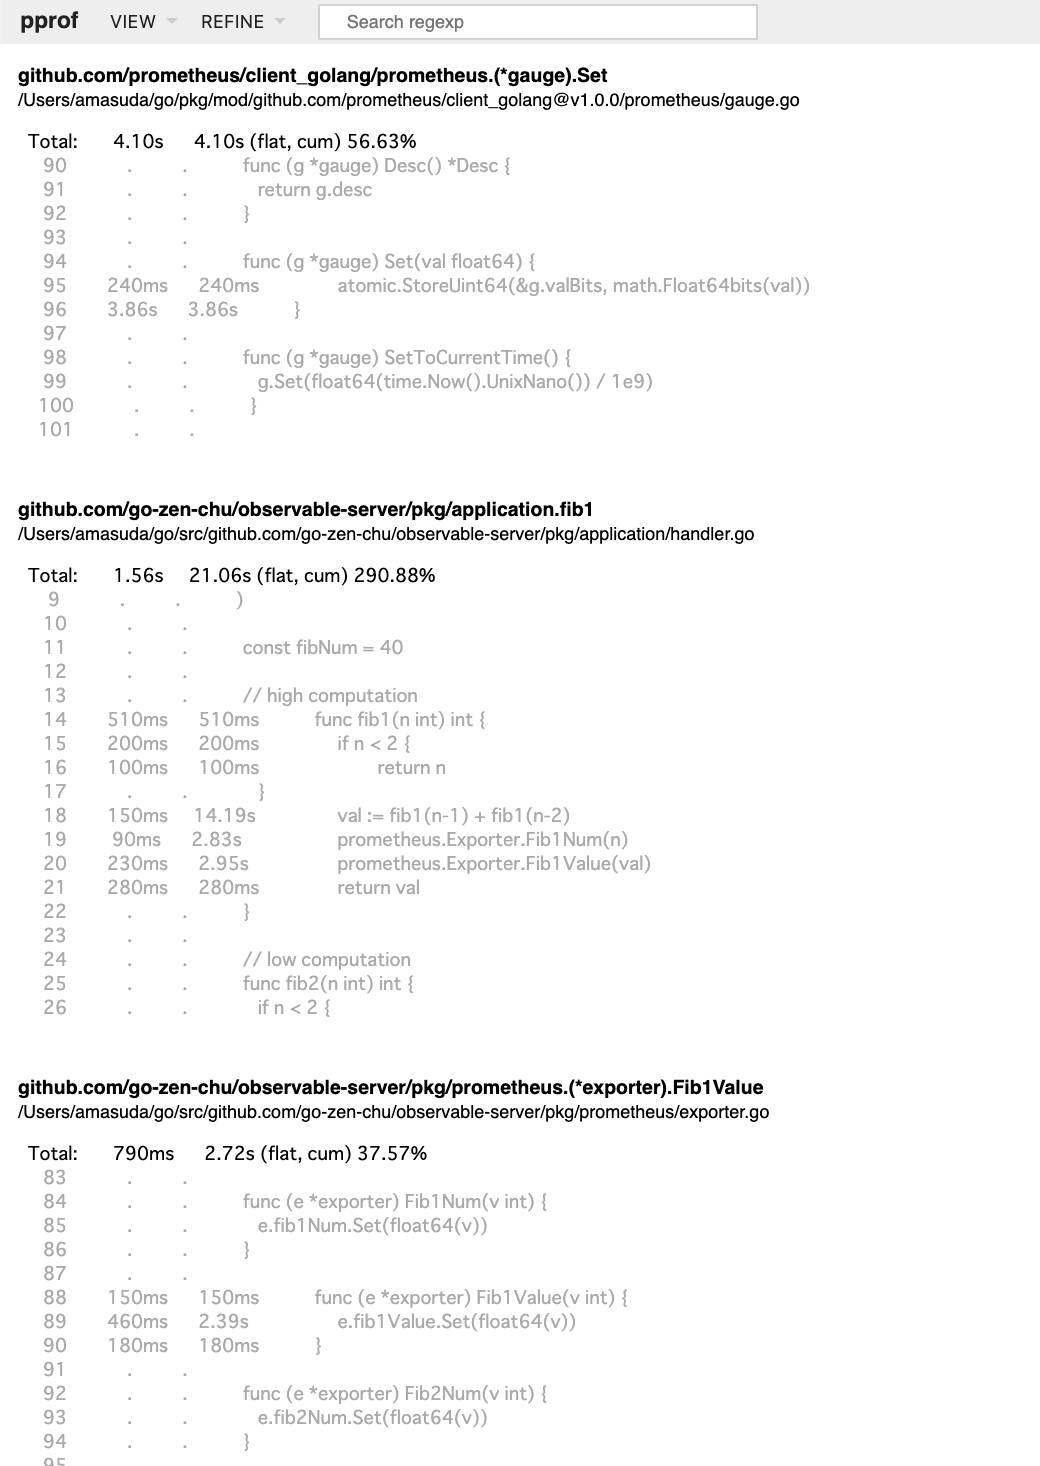 pprof VIEW REFINE Search regexp
github.com/prometheus/client_golang/prometheus.(*gauge).Set
/Users/amasuda/go/pkg/mod/github.com/prometheus/client_golang@v1.0.0/prometheus/gauge.go
Total: 4.10s 4.10s (flat, cum) 56.63%
90 . . func (g *gauge) Desc() *Desc {
91 . . return g.desc
92 . . }
93 . .
94 . . func (g *gauge) Set(val float64) {
95 240ms 240ms atomic.StoreUint64(&g.valBits, math.Float64bits(val))
96 3.86s 3.86s }
97 . .
98 . . func (g *gauge) SetToCurrentTime() {
99 . . g.Set(float64(time.Now().UnixNano()) / 1e9)
100 . . }
101 . .
github.com/go-zen-chu/observable-server/pkg/application.fib1
/Users/amasuda/go/src/github.com/go-zen-chu/observable-server/pkg/application/handler.go
Total: 1.56s 21.06s (flat, cum) 290.88%
9 . . )
10 . .
11 . . const fibNum = 40
12 . .
13 . . // high computation
14 510ms 510ms func fib1(n int) int {
15 200ms 200ms if n < 2 {
16 100ms 100ms return n
17 . . }
18 150ms 14.19s val := fib1(n-1) + fib1(n-2)
19 90ms 2.83s prometheus.Exporter.Fib1Num(n)
20 230ms 2.95s prometheus.Exporter.Fib1Value(val)
21 280ms 280ms return val
22 . . }
23 . .
24 . . // low computation
25 . . func fib2(n int) int {
26 . . if n < 2 {
github.com/go-zen-chu/observable-server/pkg/prometheus.(*exporter).Fib1Value
/Users/amasuda/go/src/github.com/go-zen-chu/observable-server/pkg/prometheus/exporter.go
Total: 790ms 2.72s (flat, cum) 37.57%
83 . .
84 . . func (e *exporter) Fib1Num(v int) {
85 . . e.fib1Num.Set(float64(v))
86 . . }
87 . .
88 150ms 150ms func (e *exporter) Fib1Value(v int) {
89 460ms 2.39s e.fib1Value.Set(float64(v))
90 180ms 180ms }
91 . .
92 . . func (e *exporter) Fib2Num(v int) {
93 . . e.fib2Num.Set(float64(v))
94 . . }
95